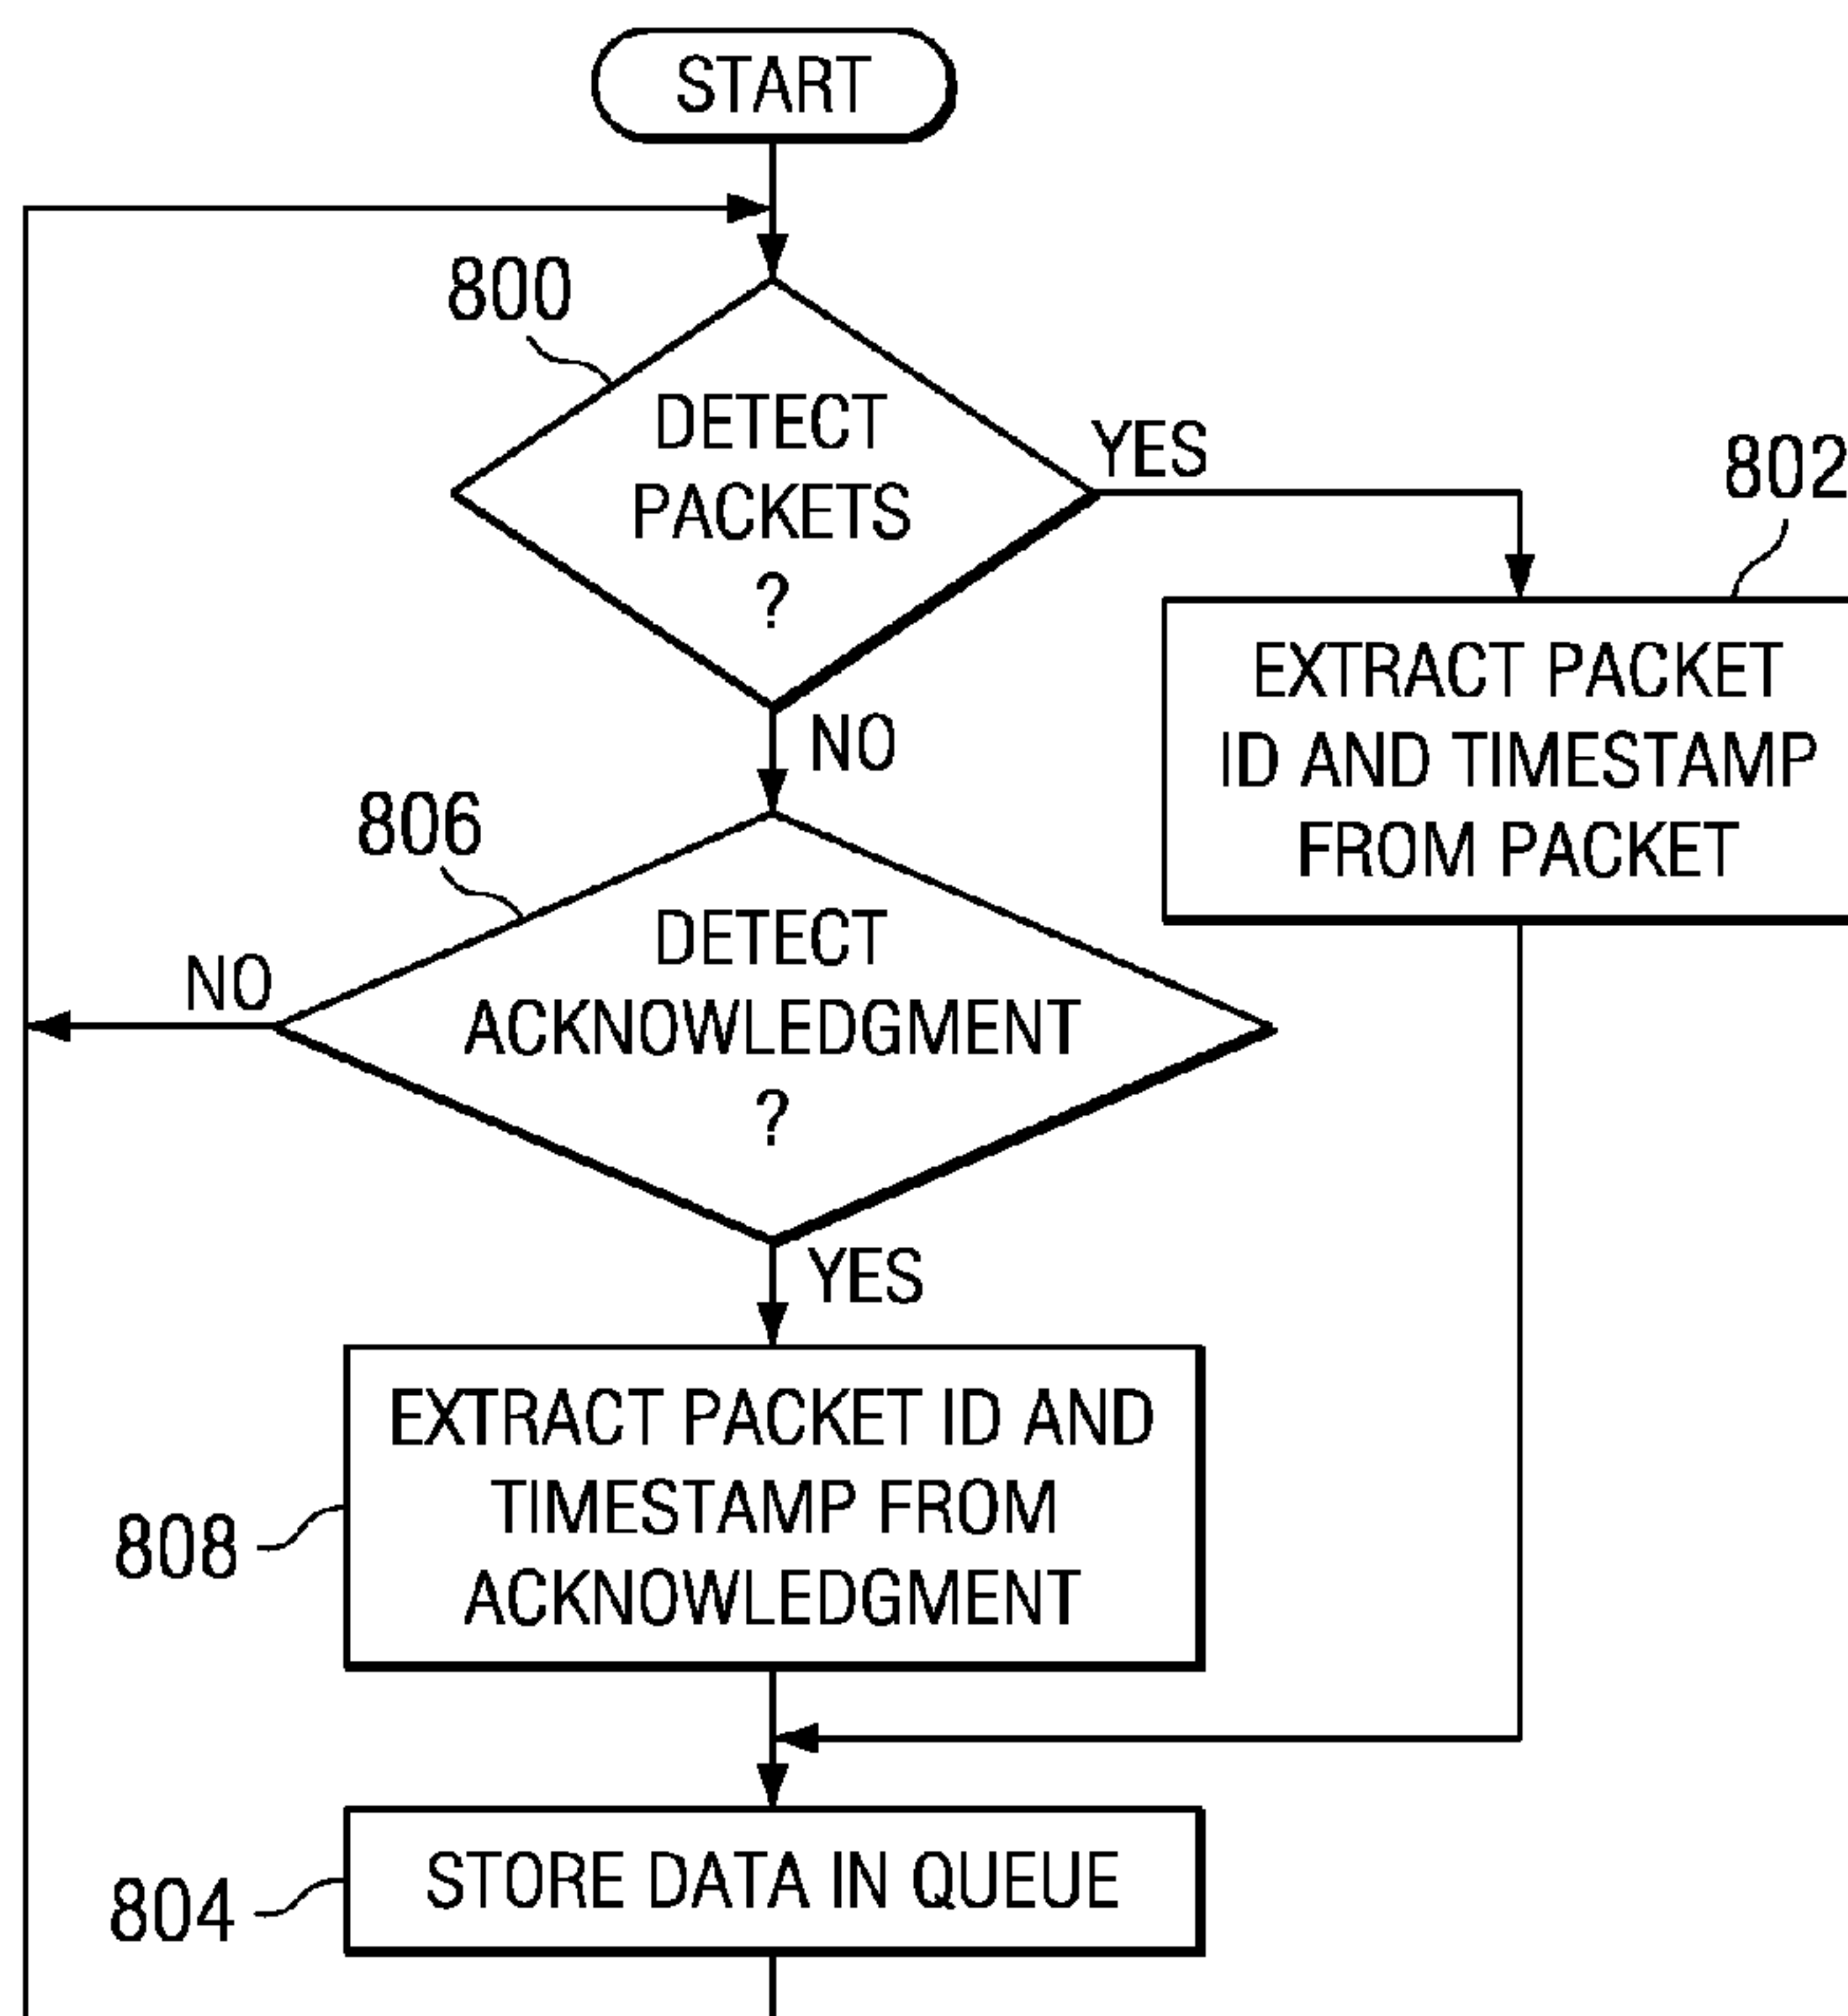 START
800
DETECT
PACKETS
?
YES
802
EXTRACT PACKET
ID AND TIMESTAMP
FROM PACKET
NO
806
DETECT
ACKNOWLEDGMENT
?
NO
YES
EXTRACT PACKET ID AND
TIMESTAMP FROM
ACKNOWLEDGMENT
808
STORE DATA IN QUEUE
804